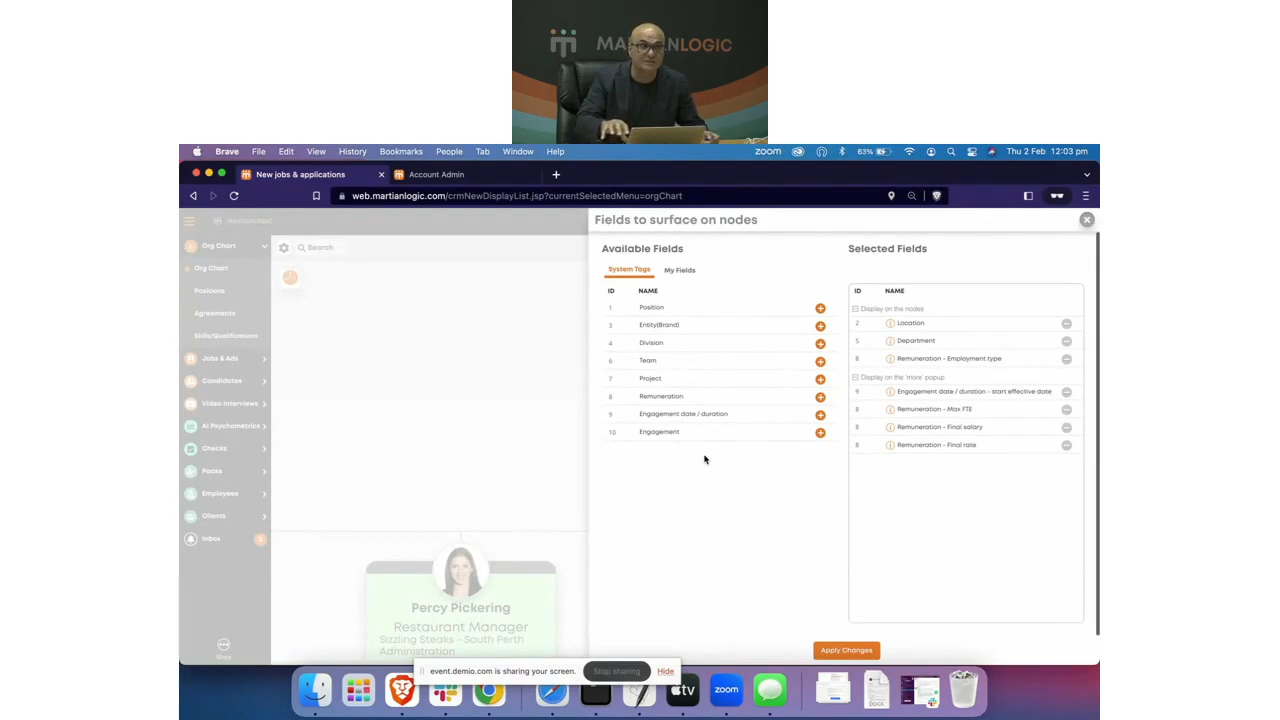 MARTIANLOGIC
Brave File Edit View History Bookmarks People Tab Window Help zoom 63% Thu 2 Feb 12:03 pm
New jobs & applications Account Admin
web.martianlogic.com/crmNewDisplayList.jsp?currentSelectedMenu=orgChart
MARTIANLOGIC
Org Chart
Org Chart
Positions
Agreements
Skills/Qualifications
Jobs & Ads
Candidates
Video Interviews
AI Psychometrics
Checks
Packs
Employees
Clients
Inbox
More
Search
Percy Pickering
Restaurant Manager
Sizzling Steaks - South Perth
Administration
Fields to surface on nodes
Available Fields
System Tags My Fields
ID NAME
1 Position
3 Entity(Brand)
4 Division
6 Team
7 Project
8 Remuneration
9 Engagement date / duration
10 Engagement
Selected Fields
ID NAME
Display on the nodes
2 Location
5 Department
8 Remuneration - Employment type
Display on the 'more' popup
9 Engagement date / duration - start effective date
8 Remuneration - Max FTE
8 Remuneration - Final salary
8 Remuneration - Final rate
Apply Changes
event.demio.com is sharing your screen. Stop sharing Hide
tv zoom DOCX